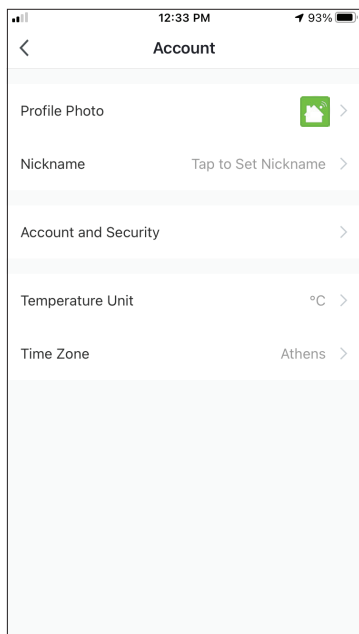 12:33 PM 93%
Account
Profile Photo
Nickname Tap to Set Nickname
Account and Security
Temperature Unit °C
Time Zone Athens